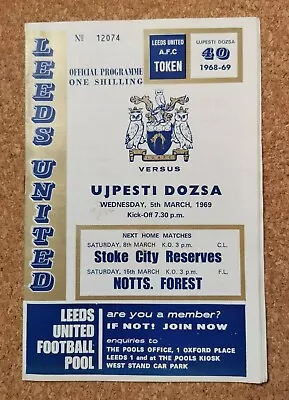 LEEDS UNITED
Nº 12074
OFFICIAL PROGRAMME
ONE SHILLING
LEEDS UNITED
A.F.C
TOKEN
UJPESTI DOZSA
40
1968-69
VERSUS
UJPESTI DOZSA
WEDNESDAY, 5th MARCH, 1969
Kick-Off 7.30 p.m.
NEXT HOME MATCHES
SATURDAY, 8th MARCH K.O. 3 p.m. C.L.
Stoke City Reserves
SATURDAY, 15th MARCH K.O. 3 p.m. F.L.
NOTTS. FOREST
LEEDS
UNITED
FOOTBALL
POOL
are you a member?
IF NOT! JOIN NOW
enquiries to
THE POOLS OFFICE, 1 OXFORD PLACE
LEEDS 1 and at THE POOLS KIOSK
WEST STAND CAR PARK